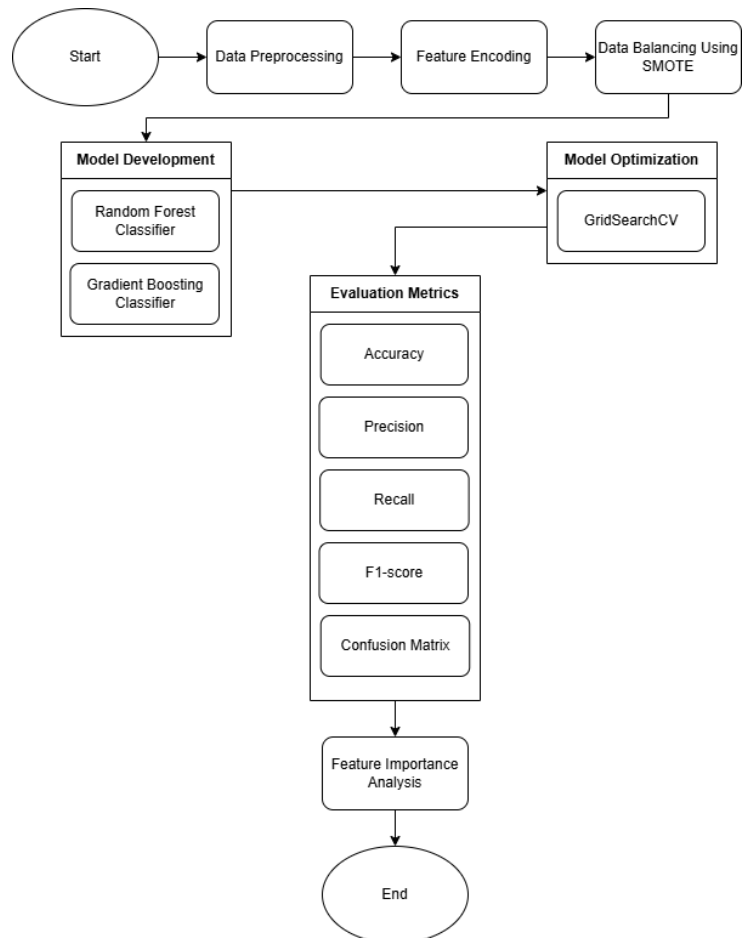 Start
Data Preprocessing
Feature Encoding
Data Balancing Using
SMOTE
Model Development
Random Forest
Classifier
Gradient Boosting
Classifier
Model Optimization
GridSearchCV
Evaluation Metrics
Accuracy
Precision
Recall
F1-score
Confusion Matrix
Feature Importance
Analysis
End